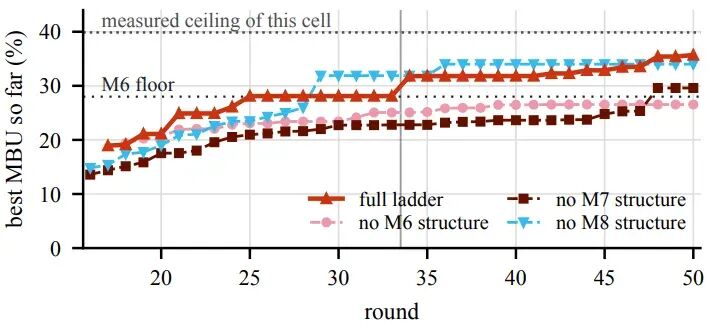 measured ceiling of this cell
M6 floor
best MBU so far (%)
40
30
20
10
0
full ladder
no M6 structure
no M7 structure
no M8 structure
20
25
30
35
40
45
50
round